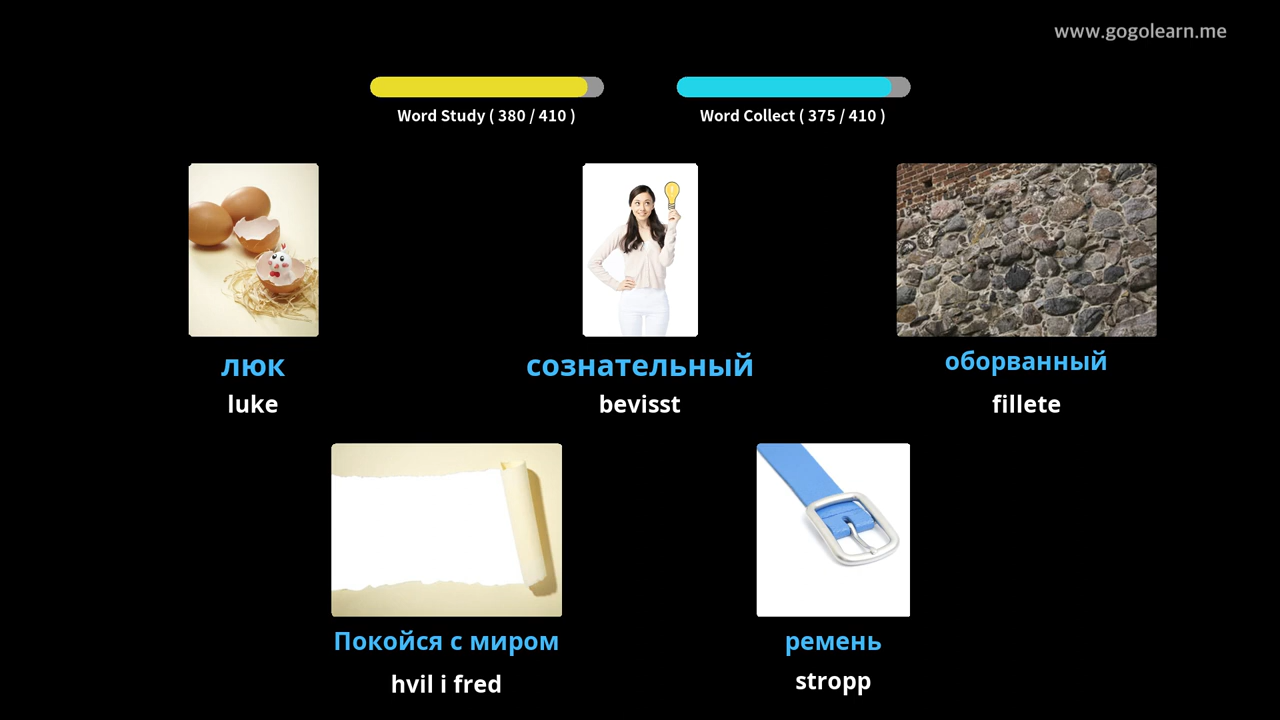 www.gogolearn.me
Word Study ( 380 / 410 )
Word Collect ( 375 / 410 )
люк
luke
сознательный
bevisst
оборванный
fillete
Покойся с миром
hvil i fred
ремень
stropp